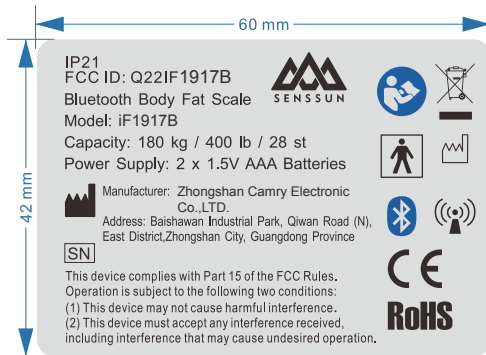 60 mm
42 mm
IP21
FCC ID: Q22IF1917B
Bluetooth Body Fat Scale
Model: iF1917B
Capacity: 180 kg / 400 lb / 28 st
Power Supply: 2 x 1.5V AAA Batteries
SENSSUN
Manufacturer: Zhongshan Camry Electronic
Co.,LTD.
Address: Baishawan Industrial Park, Qiwan Road (N),
East District,Zhongshan City, Guangdong Province
SN
This device complies with Part 15 of the FCC Rules.
Operation is subject to the following two conditions:
(1) This device may not cause harmful interference.
(2) This device must accept any interference received,
including interference that may cause undesired operation.
CE
RoHS